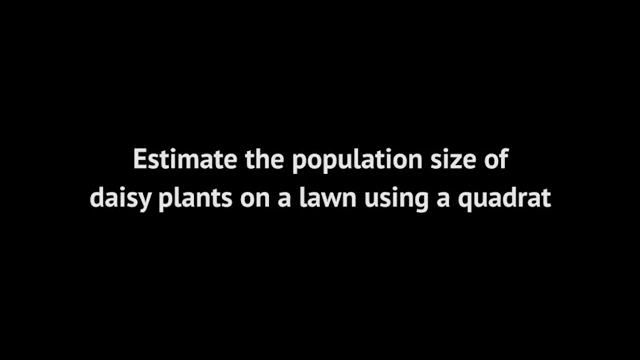 Estimate the population size of
daisy plants on a lawn using a quadrat